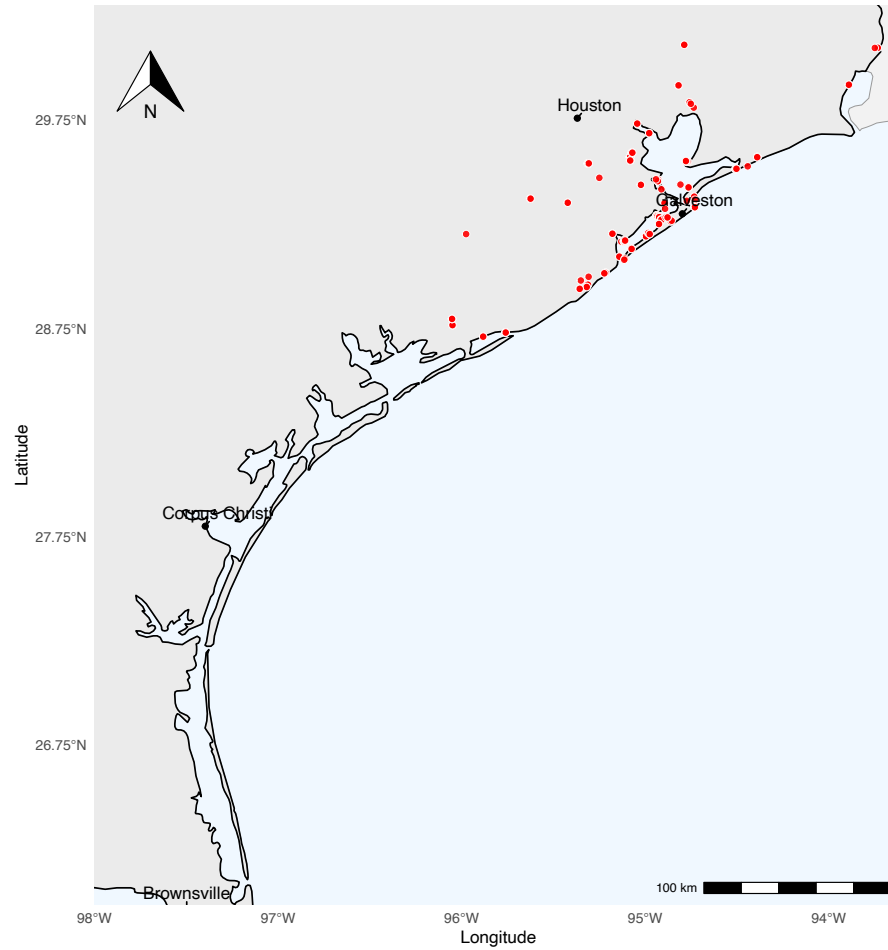 N
Houston
29.75°N
Galveston
28.75°N
Latitude
Corpus Christi
27.75°N
26.75°N
100 km
Brownsville
98°W
97°W
96°W
95°W
94°W
Longitude